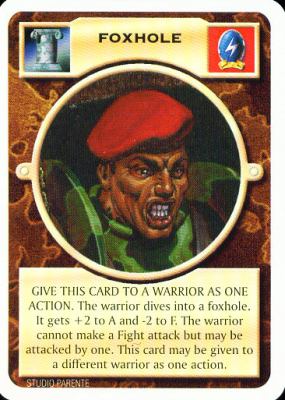 FOXHOLE
GIVE THIS CARD TO A WARRIOR AS ONE
ACTION. The warrior dives into a foxhole.
It gets +2 to A and -2 to F. The warrior
cannot make a Fight attack but may be
attacked by one. This card may be given to
a different warrior as one action.
STUDIO PARENTE